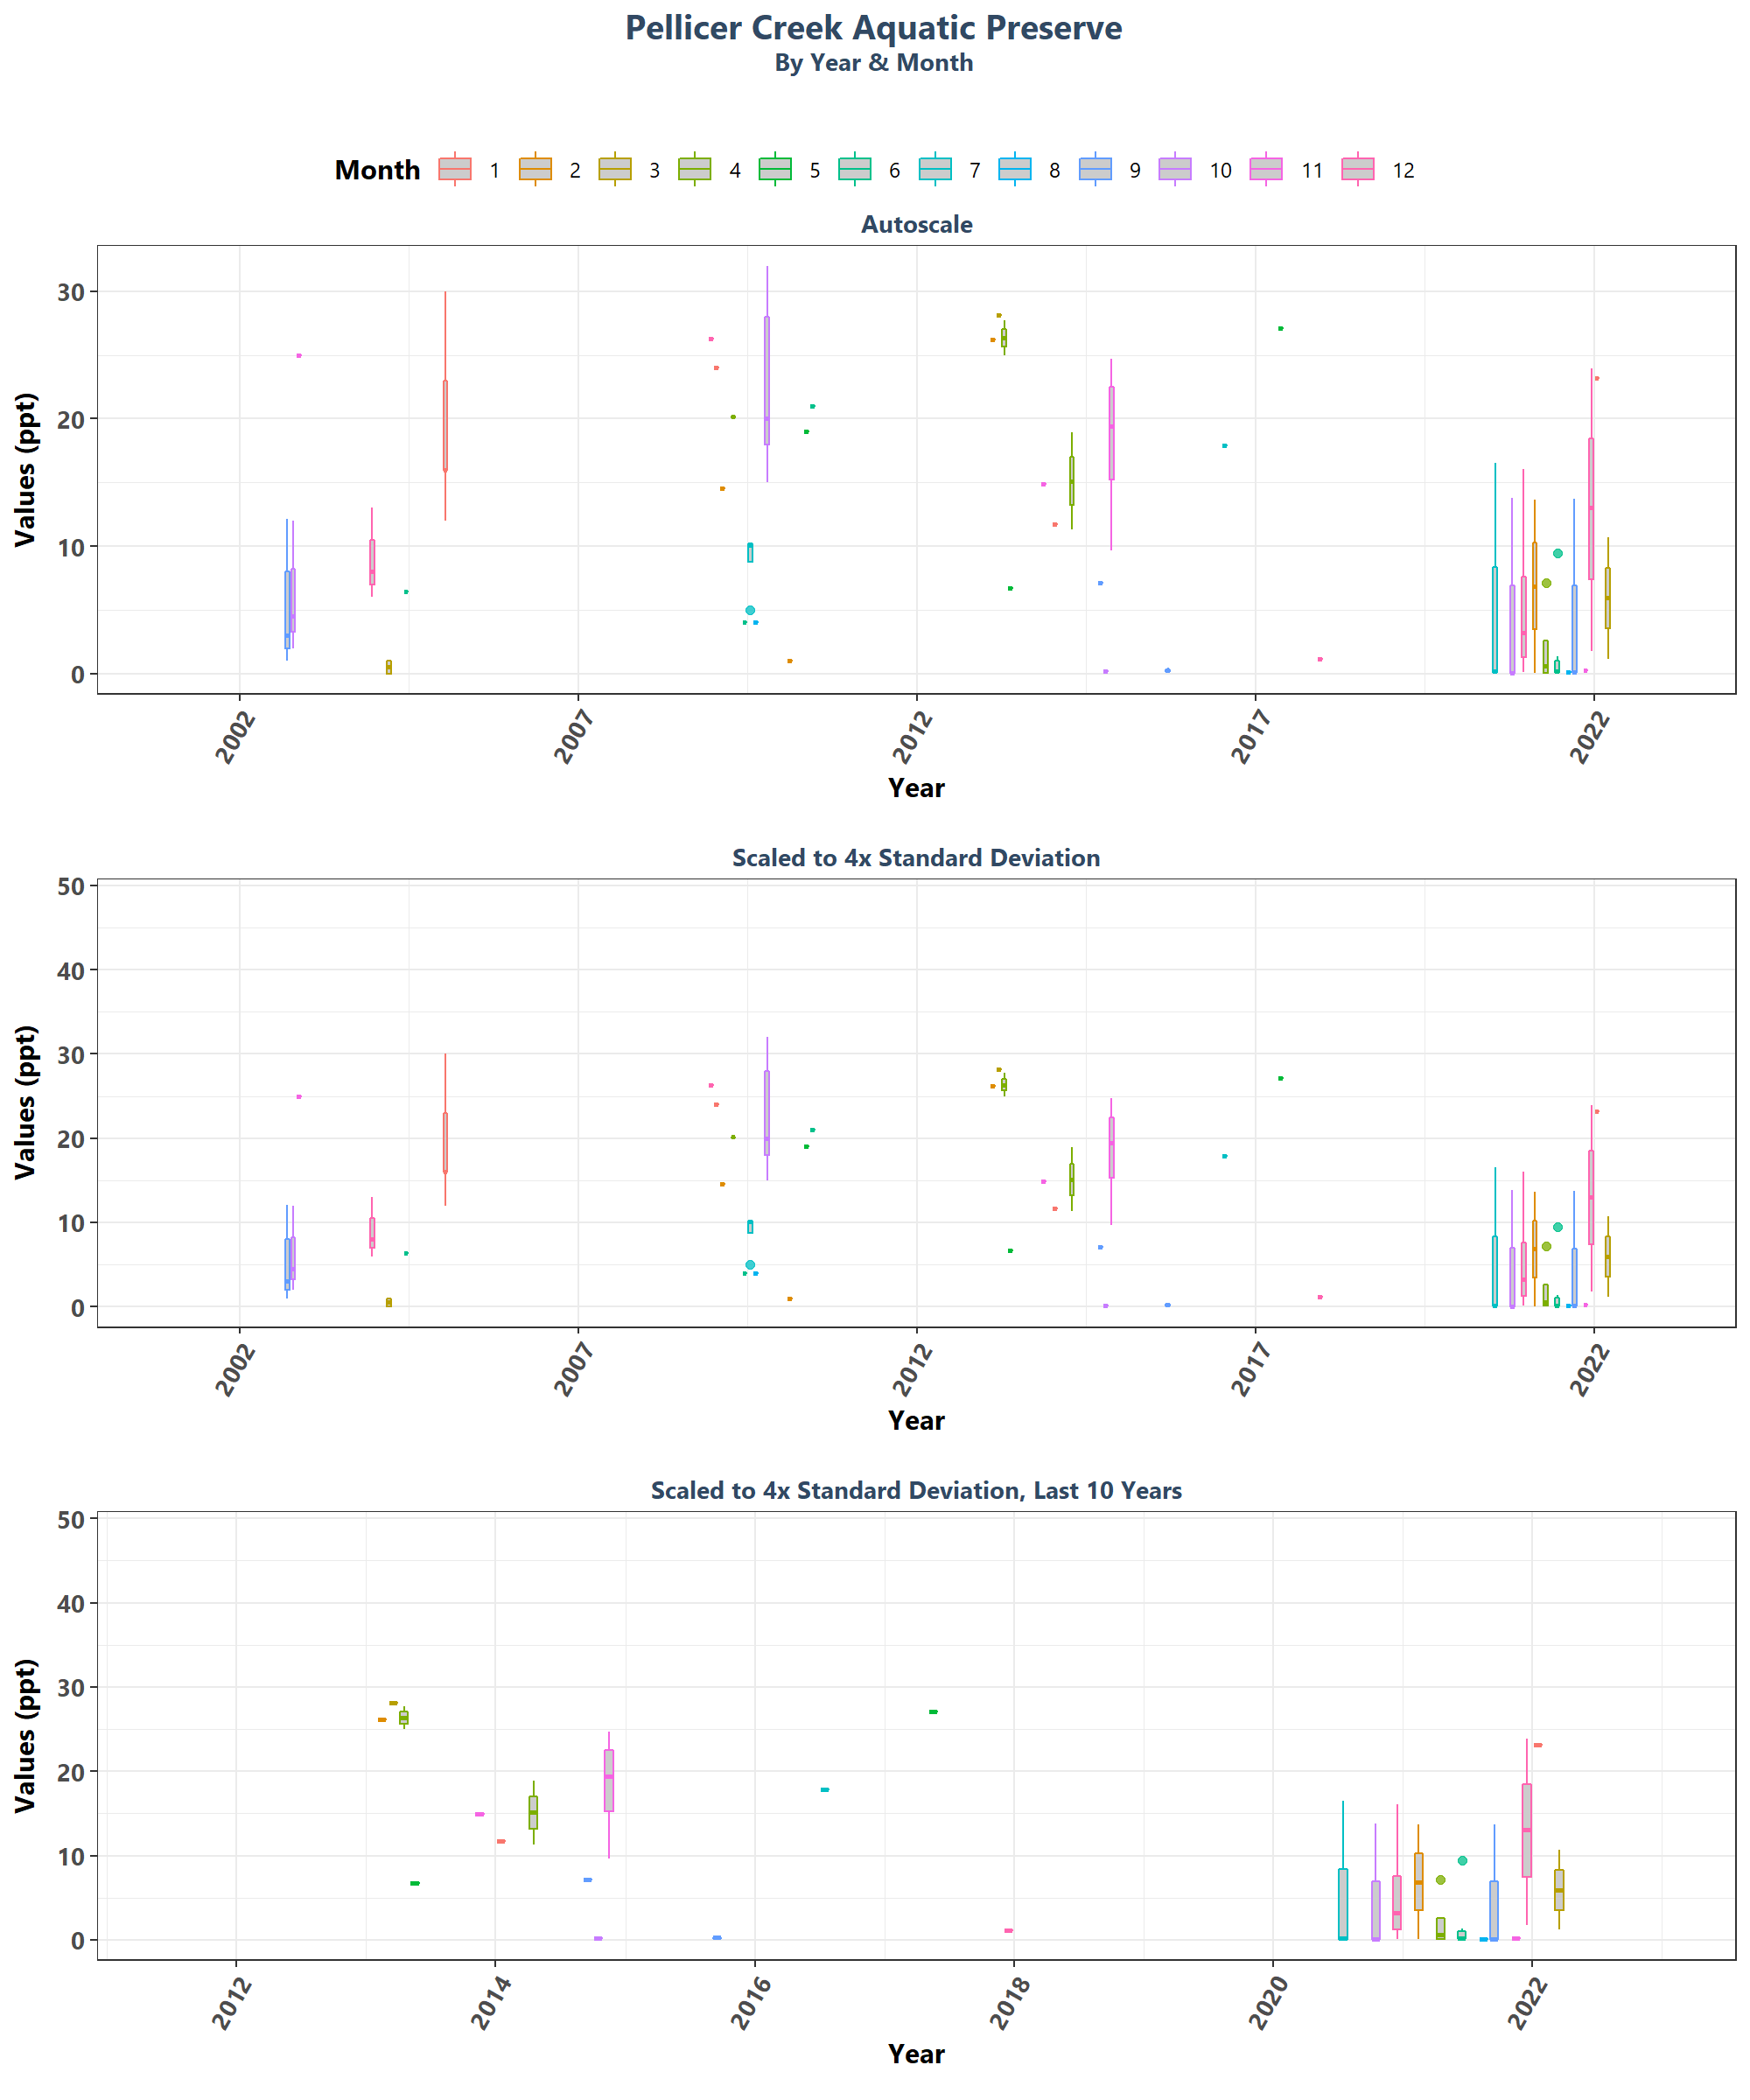 Pellicer Creek Aquatic Preserve
By Year & Month
Month 1 2 3 4 5 6 7 8 9 10 11 12
Autoscale
Values (ppt)
30
20
10
0
2002 2007 2012 2017 2022
Year
Scaled to 4x Standard Deviation
Values (ppt)
50
40
30
20
10
0
2002 2007 2012 2017 2022
Year
Scaled to 4x Standard Deviation, Last 10 Years
Values (ppt)
50
40
30
20
10
0
2012 2014 2016 2018 2020 2022
Year